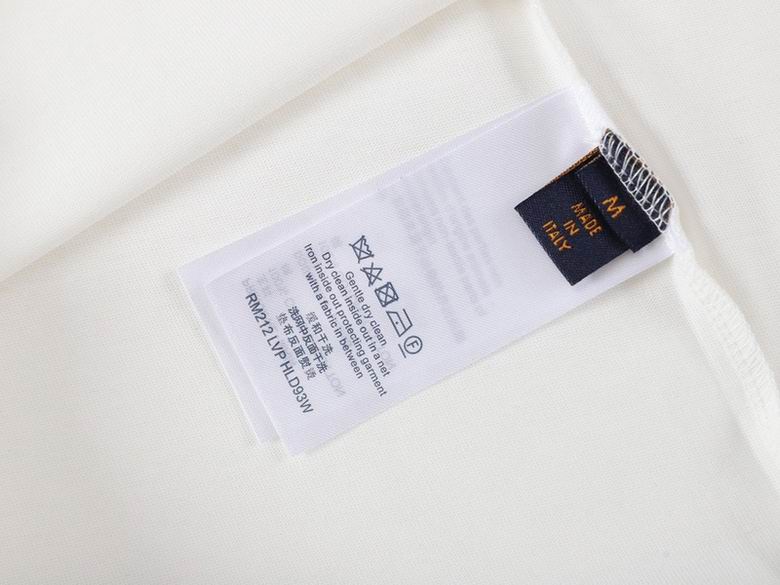 M
MADE
IN
ITALY
Gentle dry clean
Dry clean inside out in a net
Iron inside out protecting garment
with a fabric in between
缓和干洗
洗网中反面干洗
垫布反面熨烫
RM212 LVP HLD93W